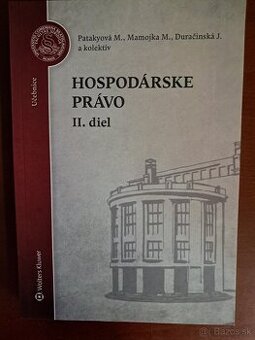 Patakyová M., Mamojka M., Duračinská J.
a kolektív
Učebnice
HOSPODÁRSKE
PRÁVO
II. diel
Wolters Kluwer
Bazos.sk